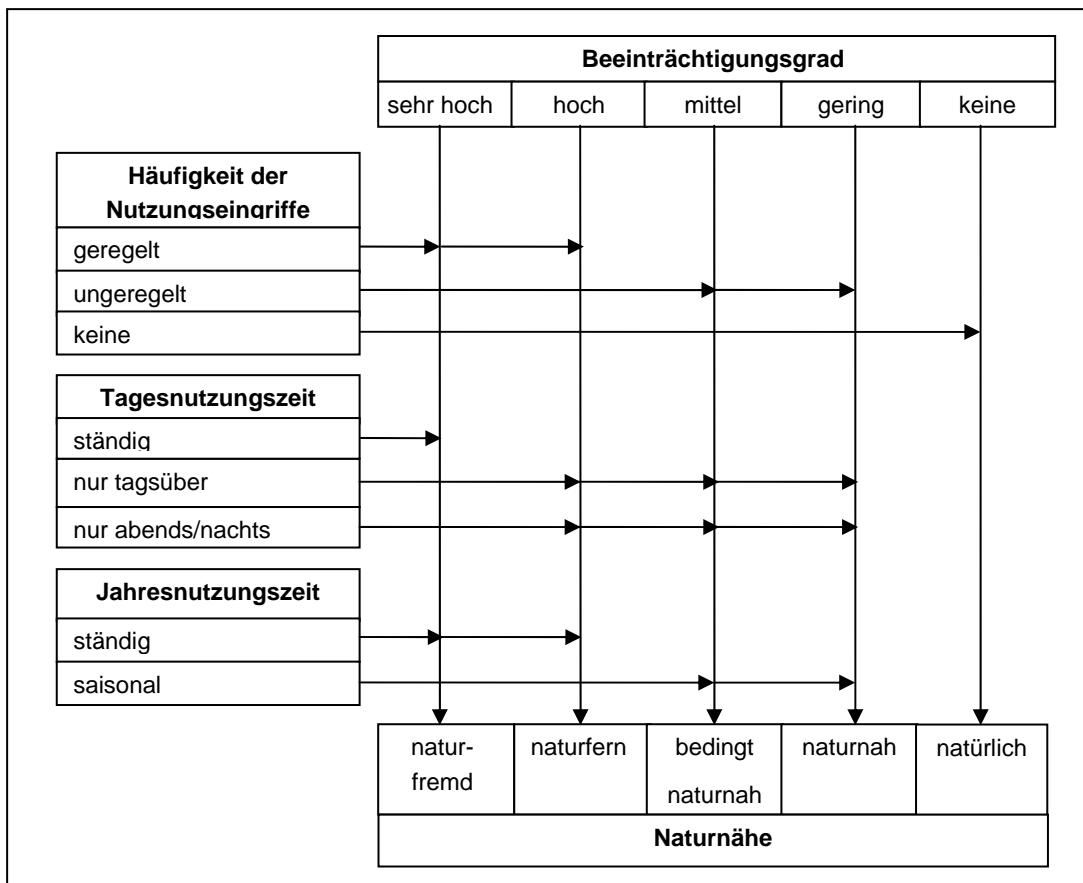 Beeinträchtigungsgrad
sehr hoch hoch mittel gering keine
Häufigkeit der
Nutzungseingriffe
geregelt
ungeregelt
keine
Tagesnutzungszeit
ständig
nur tagsüber
nur abends/nachts
Jahresnutzungszeit
ständig
saisonal
natur-
fremd
naturfern
bedingt
naturnah
naturnah
natürlich
Naturnähe